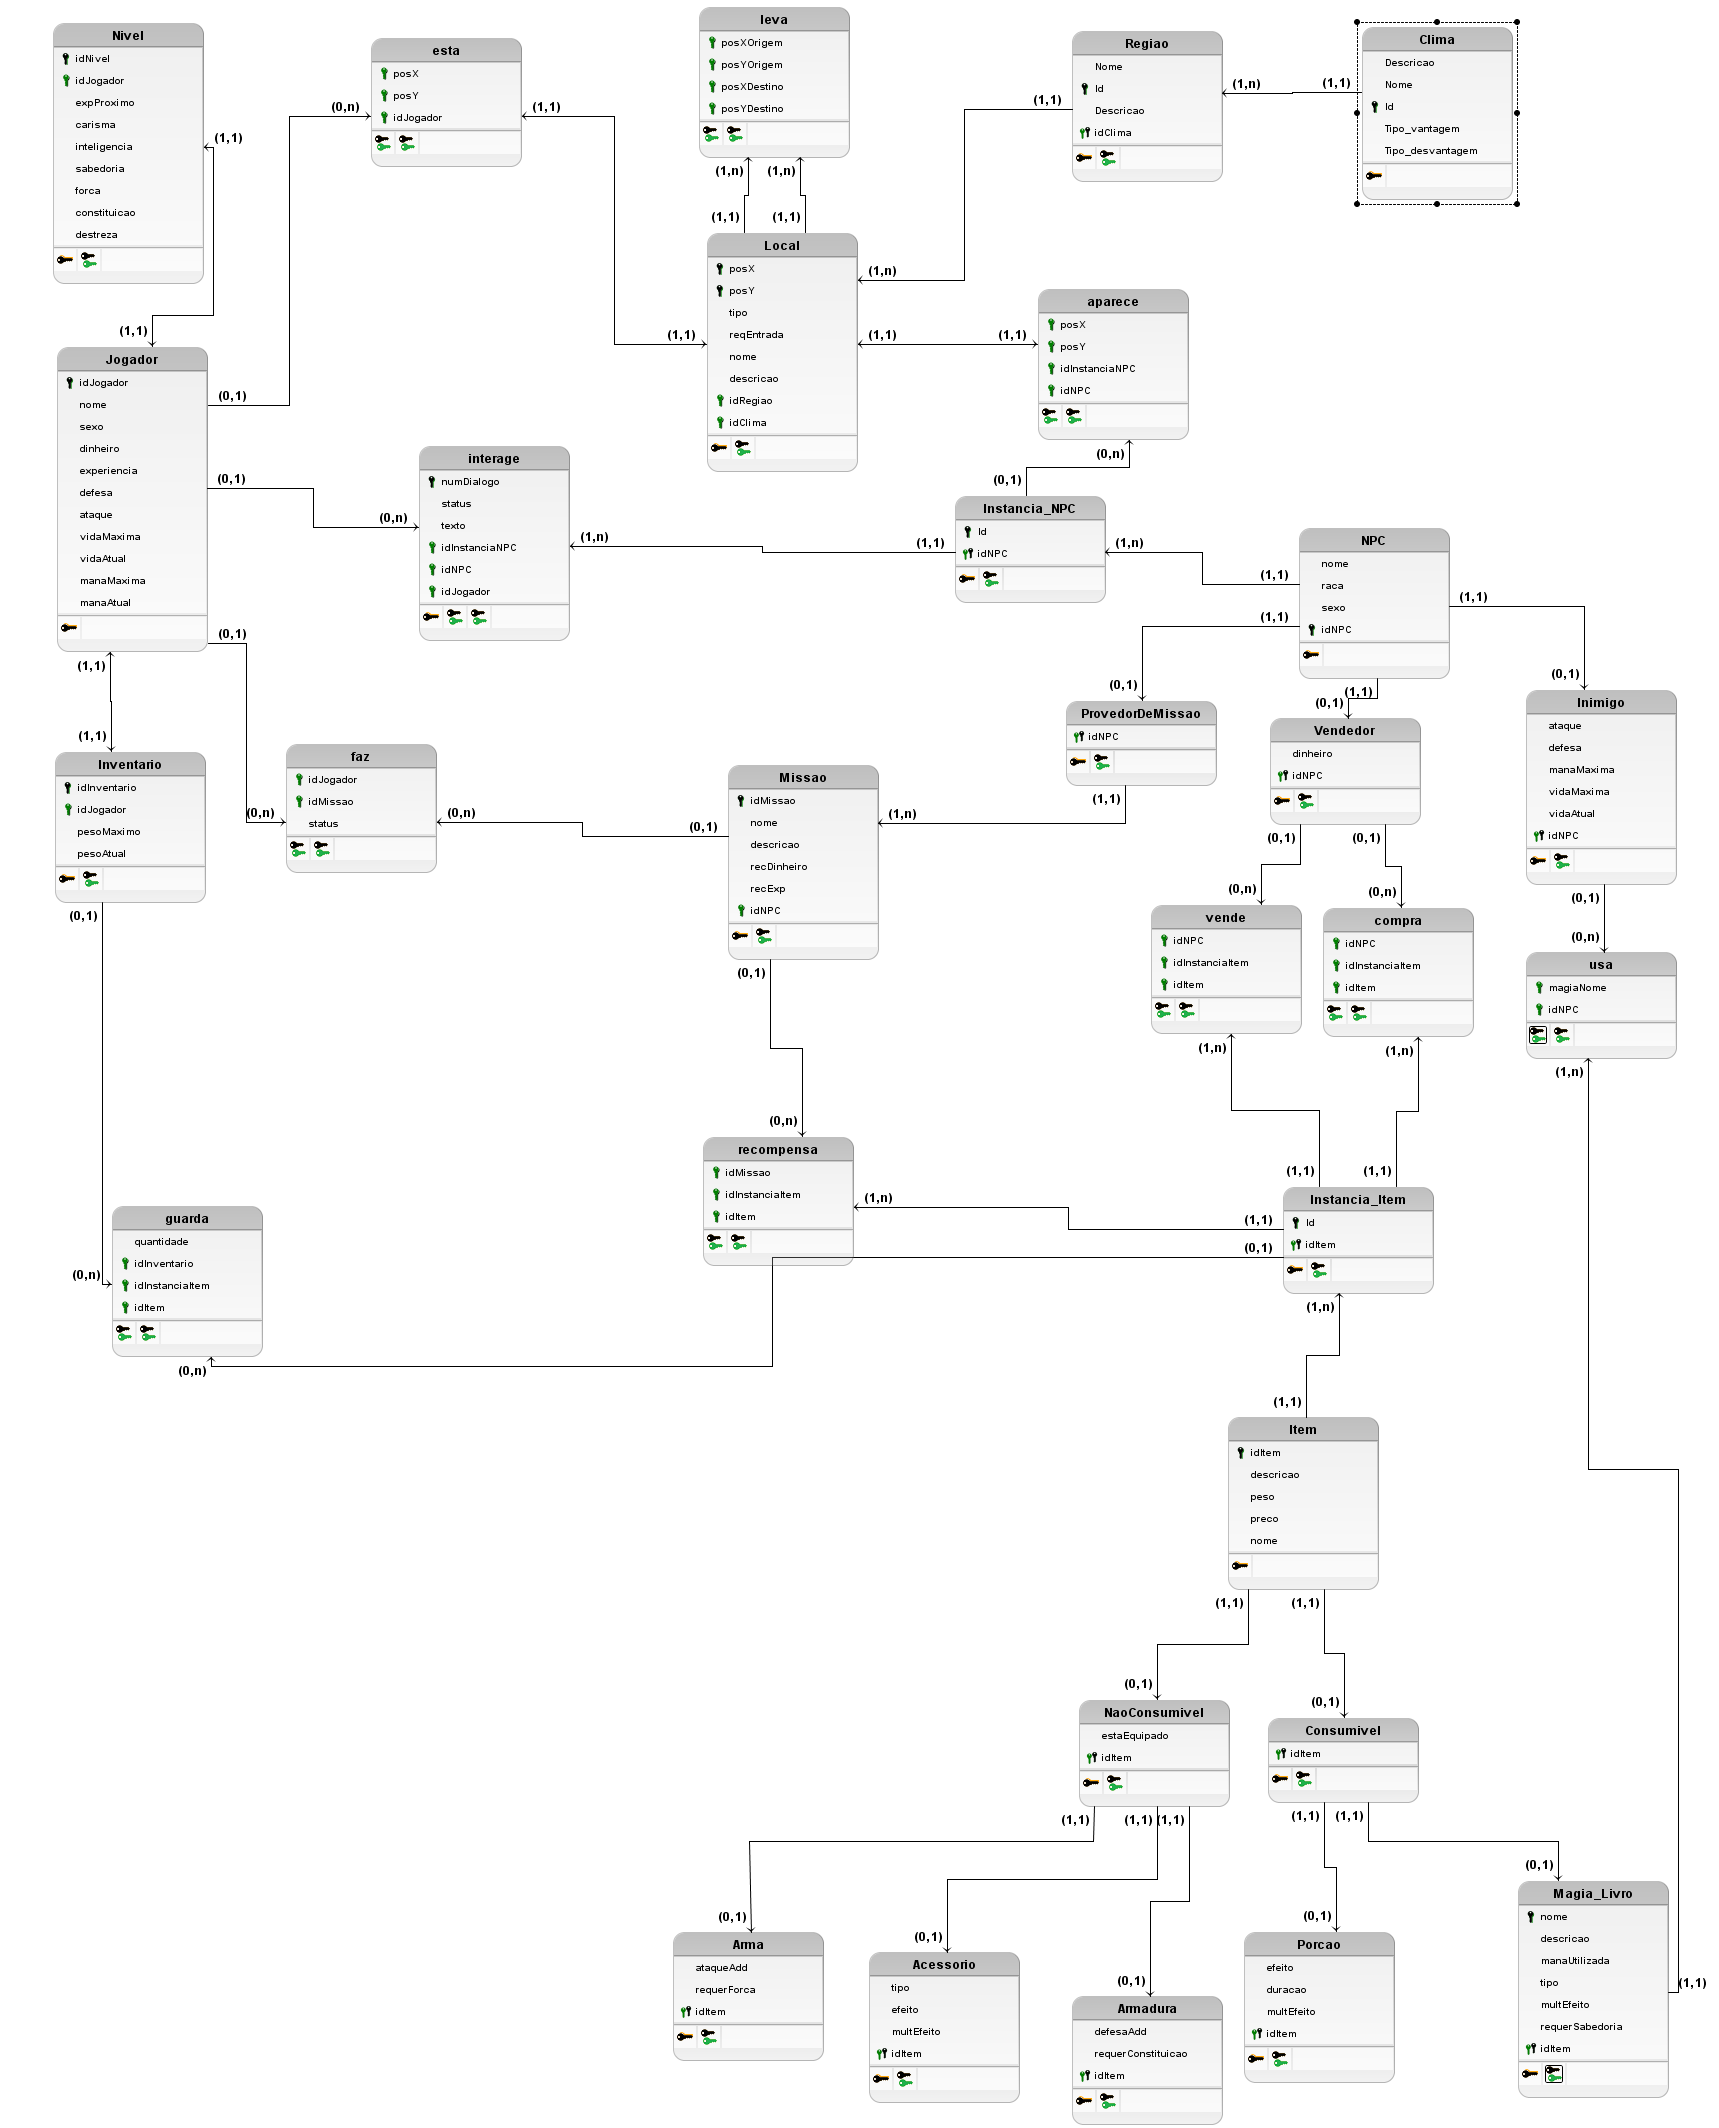 Nivel
idNivel
idJogador
expProximo
carisma
inteligencia
sabedoria
forca
constituicao
destreza
(1,1)
(1,1)
esta
posX
posY
idJogador
(0,n)
(1,1)
leva
posXOrigem
posYOrigem
posXDestino
posYDestino
(1,n)
(1,n)
(1,1)
(1,1)
Regiao
Nome
Id
Descricao
idClima
(1,1)
(1,n)
(1,1)
Clima
Descricao
Nome
Id
Tipo_vantagem
Tipo_desvantagem
Local
posX
posY
tipo
reqEntrada
nome
descricao
idRegiao
idClima
(1,1)
(1,n)
(1,1)
(1,1)
aparece
posX
posY
idInstanciaNPC
idNPC
(0,n)
(0,1)
Jogador
idJogador
nome
sexo
dinheiro
experiencia
defesa
ataque
vidaMaxima
vidaAtual
manaMaxima
manaAtual
(0,1)
(0,1)
(0,n)
(0,1)
(1,1)
(1,1)
interage
numDialogo
status
texto
idInstanciaNPC
idNPC
idJogador
(1,n)
(1,1)
Instancia_NPC
Id
idNPC
(1,n)
(1,1)
(1,1)
NPC
nome
raca
sexo
idNPC
(1,1)
(0,1)
(1,1)
(0,1)
(0,1)
ProvedorDeMissao
idNPC
(1,1)
Vendedor
dinheiro
idNPC
(0,1)
(0,1)
(0,n)
(0,n)
Inimigo
ataque
defesa
manaMaxima
vidaMaxima
vidaAtual
idNPC
(0,1)
(0,n)
Inventario
idInventario
idJogador
pesoMaximo
pesoAtual
(0,1)
faz
idJogador
idMissao
status
(0,n)
(0,n)
(0,1)
Missao
idMissao
nome
descricao
recDinheiro
recExp
idNPC
(1,n)
(0,1)
(0,n)
vende
idNPC
idInstanciaItem
idItem
(1,n)
compra
idNPC
idInstanciaItem
idItem
(1,n)
usa
magiaNome
idNPC
(1,n)
recompensa
idMissao
idInstanciaItem
idItem
(1,n)
(1,1)
(1,1)
(1,1)
(0,1)
Instancia_Item
Id
idItem
(1,n)
(1,1)
guarda
quantidade
idInventario
idInstanciaItem
idItem
(0,n)
(0,n)
Item
idItem
descricao
peso
preco
nome
(1,1)
(1,1)
(0,1)
(0,1)
NaoConsumivel
estaEquipado
idItem
(1,1)
(1,1)
(1,1)
Consumivel
idItem
(1,1)
(1,1)
(0,1)
(0,1)
(0,1)
(0,1)
(0,1)
Arma
ataqueAdd
requerForca
idItem
Acessorio
tipo
efeito
multEfeito
idItem
Armadura
defesaAdd
requerConstituicao
idItem
Porcao
efeito
duracao
multEfeito
idItem
Magia_Livro
nome
descricao
manaUtilizada
tipo
multEfeito
requerSabedoria
idItem
(1,1)